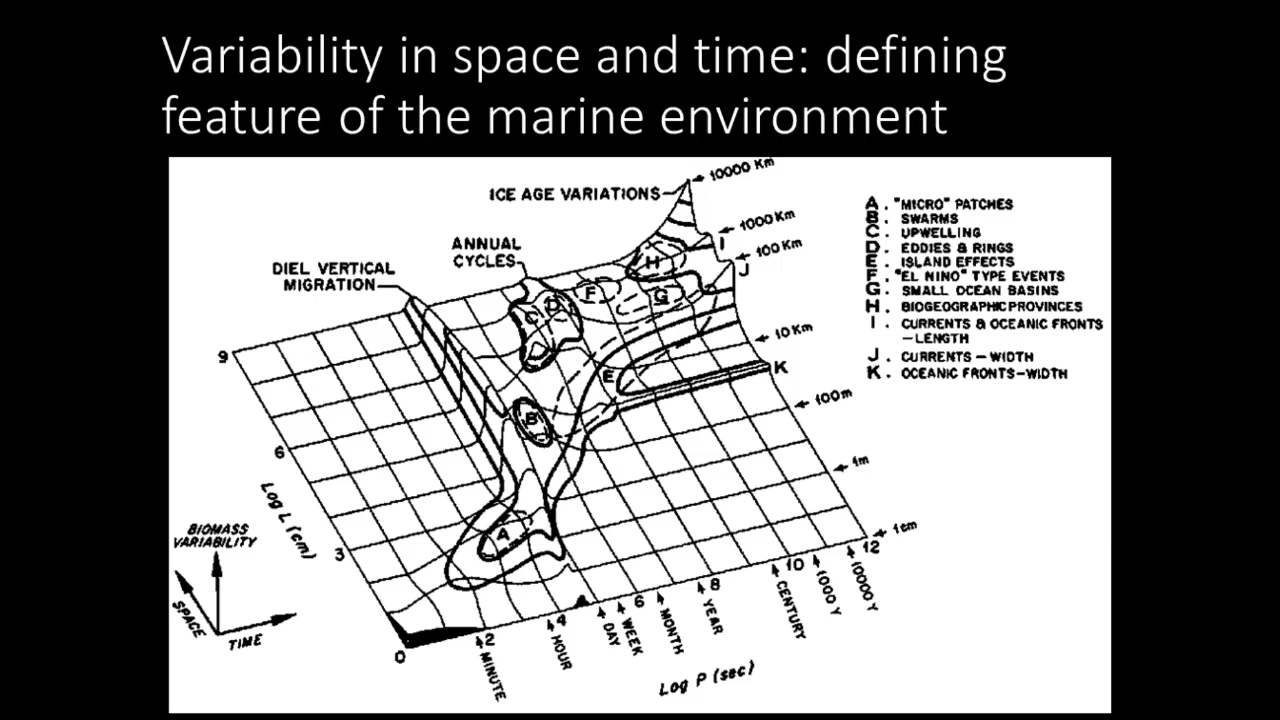 Variability in space and time: defining
feature of the marine environment
ICE AGE VARIATIONS
10000 Km
1000 Km
I
100 Km
J
ANNUAL
CYCLES
DIEL VERTICAL
MIGRATION
H
G
F
D
C
9
10 Km
K
E
100m
B
6
1m
LOG L (cm)
A
3
1cm
BIOMASS
VARIABILITY
SPACE
TIME
0
2
4
6
8
10
12
MINUTE
HOUR
DAY
WEEK
MONTH
YEAR
CENTURY
1000 Y
10000 Y
LOG P (sec)
A. "MICRO" PATCHES
B. SWARMS
C. UPWELLING
D. EDDIES & RINGS
E. ISLAND EFFECTS
F. "EL NINO" TYPE EVENTS
G. SMALL OCEAN BASINS
H. BIOGEOGRAPHIC PROVINCES
I. CURRENTS & OCEANIC FRONTS
-LENGTH
J. CURRENTS - WIDTH
K. OCEANIC FRONTS-WIDTH